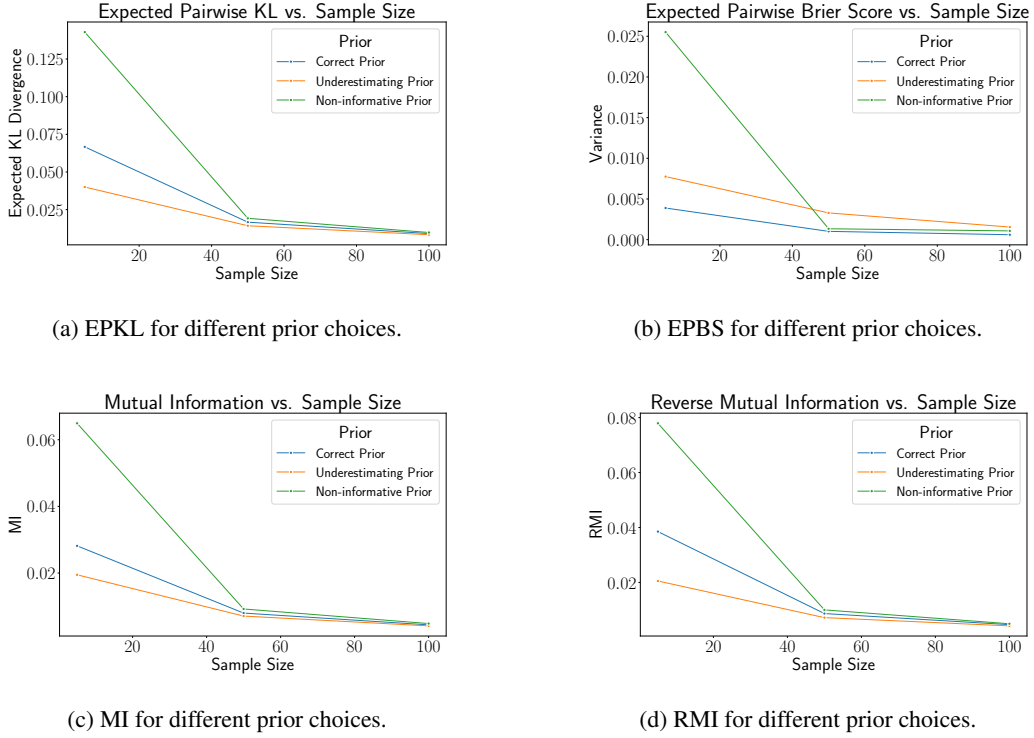 Expected Pairwise KL vs. Sample Size
Expected KL Divergence
0.125
0.100
0.075
0.050
0.025
Prior
Correct Prior
Underestimating Prior
Non-informative Prior
20 40 60 80 100
Sample Size
(a) EPKL for different prior choices.
Expected Pairwise Brier Score vs. Sample Size
Variance
0.025
0.020
0.015
0.010
0.005
0.000
Prior
Correct Prior
Underestimating Prior
Non-informative Prior
20 40 60 80 100
Sample Size
(b) EPBS for different prior choices.
Mutual Information vs. Sample Size
MI
0.06
0.04
0.02
Prior
Correct Prior
Underestimating Prior
Non-informative Prior
0 20 40 60 80 100
Sample Size
(c) MI for different prior choices.
Reverse Mutual Information vs. Sample Size
RMI
0.08
0.06
0.04
0.02
Prior
Correct Prior
Underestimating Prior
Non-informative Prior
20 40 60 80 100
Sample Size
(d) RMI for different prior choices.